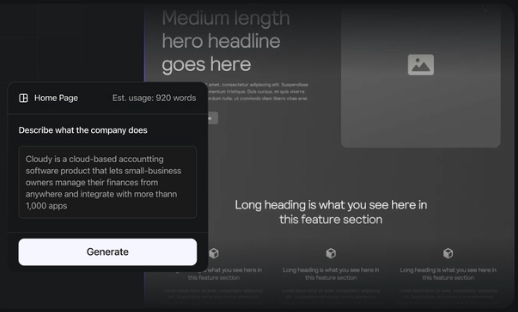 Medium length
hero headline
goes here
amet, consectetur adipiscing elit. Suspendisse
elementum tristique. Duis cursus, mi quis viverra
interdum nulla, ut commodo diam libero vitae erat.
Home Page
Est. usage: 920 words
Describe what the company does
Cloudy is a cloud-based accountting
software product that lets small-business
owners manage their finances from
anywhere and integrate with more thann
1,000 apps
Generate
Long heading is what you see here in
this feature section
what you see here in
this feature section
Long heading is what you see here in
this feature section
Long heading is what you see here in
this feature section